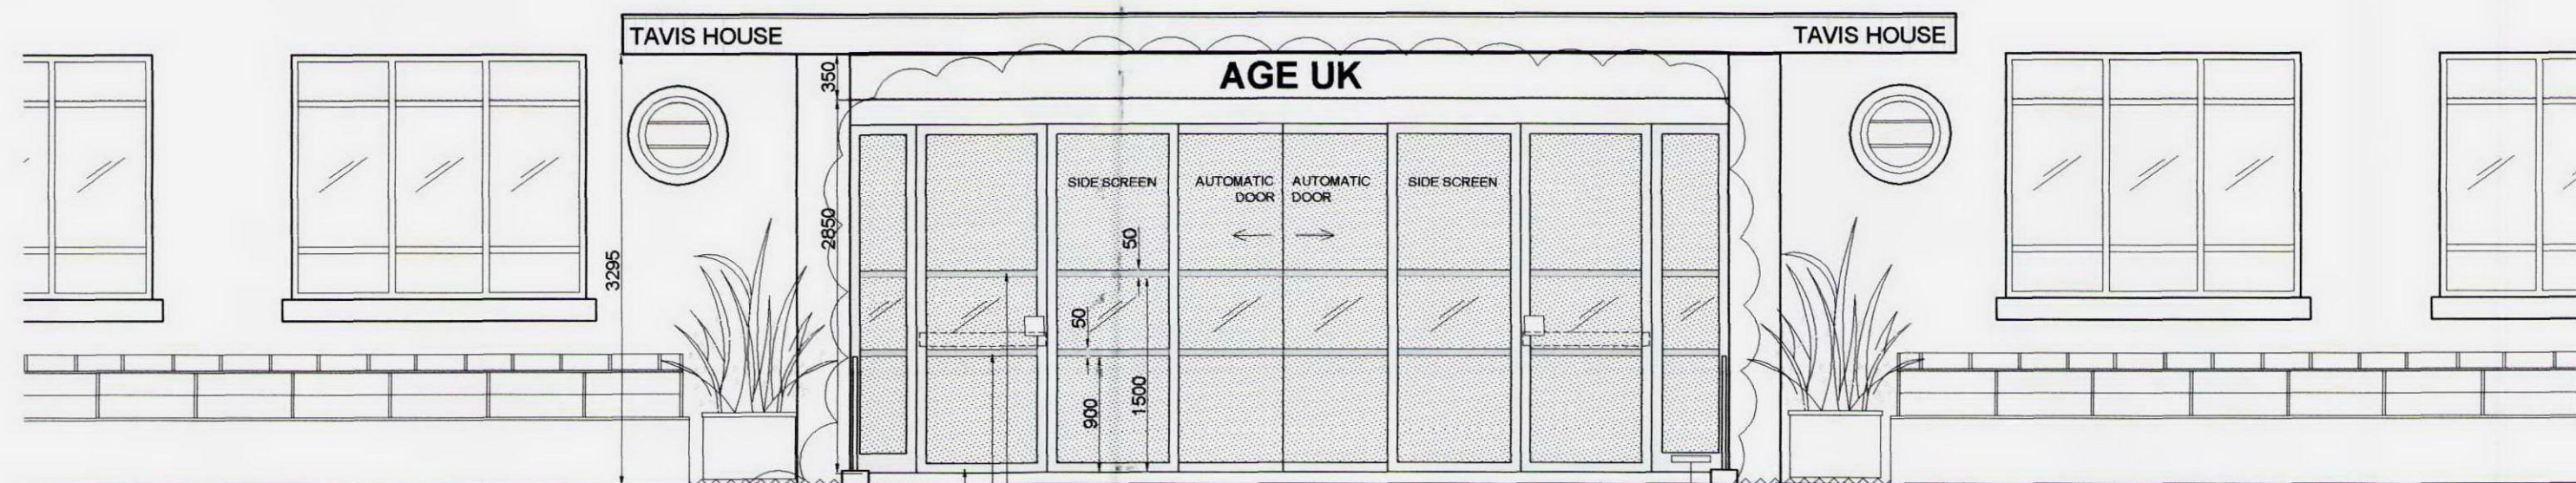 TAVIS HOUSE
TAVIS HOUSE
AGE UK
350
SIDE SCREEN
AUTOMATIC
DOOR
AUTOMATIC
DOOR
SIDE SCREEN
2850
50
3295
50
1500
900